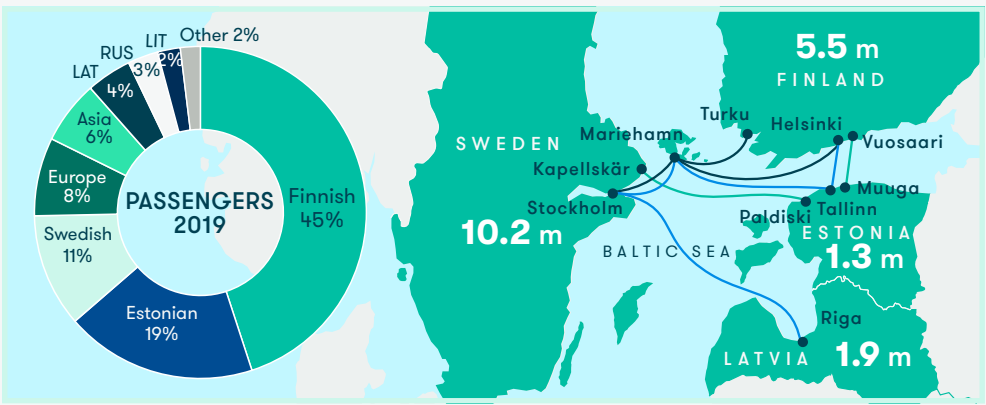 Other 2%
LIT
2%
RUS
3%
LAT
4%
Asia
6%
Europe
8%
Swedish
11%
Estonian
19%
Finnish
45%
PASSENGERS
2019
5.5 m
FINLAND
SWEDEN
10.2 m
Turku
Helsinki
Mariehamn
Vuosaari
Kapellskär
Muuga
Stockholm
Tallinn
Paldiski
ESTONIA
1.3 m
BALTIC SEA
Riga
LATVIA
1.9 m